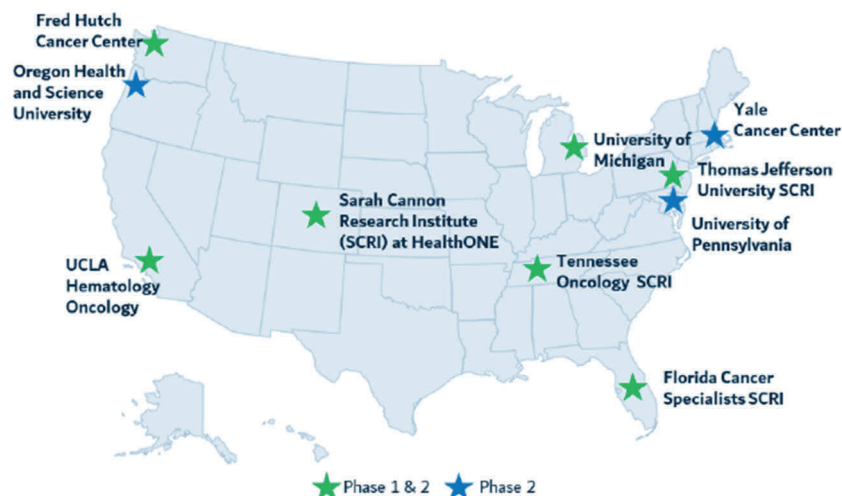 Fred Hutch
Cancer Center
Oregon Health
and Science
University
Yale
Cancer Center
University of
Michigan
Thomas Jefferson
University SCRI
Sarah Cannon
Research Institute
(SCRI) at HealthONE
University of
Pennsylvania
UCLA
Hematology
Oncology
Tennessee
Oncology SCRI
Florida Cancer
Specialists SCRI
Phase 1 & 2
Phase 2